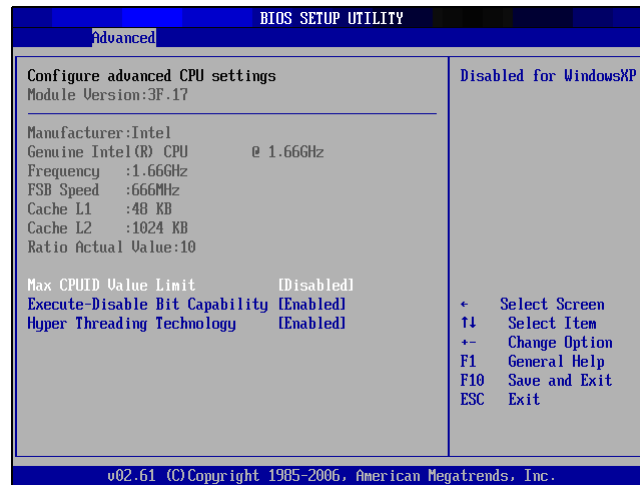 BIOS SETUP UTILITY
Advanced
Configure advanced CPU settings
Module Version:3F.17
Manufacturer:Intel
Genuine Intel(R) CPU @ 1.66GHz
Frequency :1.66GHz
FSB Speed :666MHz
Cache L1 :48 KB
Cache L2 :1024 KB
Ratio Actual Value:10
Max CPUID Value Limit [Disabled]
Execute-Disable Bit Capability [Enabled]
Hyper Threading Technology [Enabled]
Disabled for WindowsXP
← Select Screen
↑↓ Select Item
+- Change Option
F1 General Help
F10 Save and Exit
ESC Exit
v02.61 (C)Copyright 1985-2006, American Megatrends, Inc.